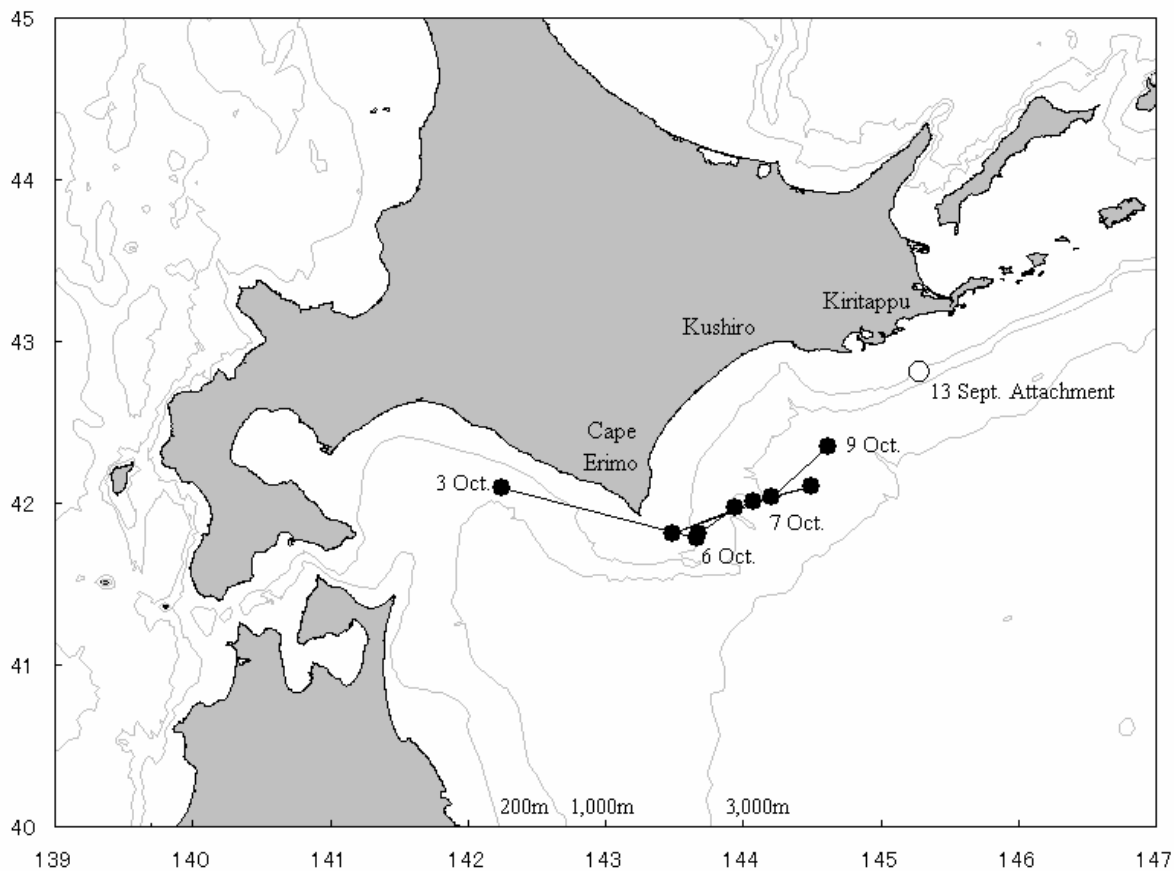 45
44
Kiritappu
Kushiro
43
13 Sept. Attachment
Cape
Erimo
9 Oct.
3 Oct.
42
7 Oct.
6 Oct.
41
200m
1,000m
3,000m
40
139
140
141
142
143
144
145
146
147